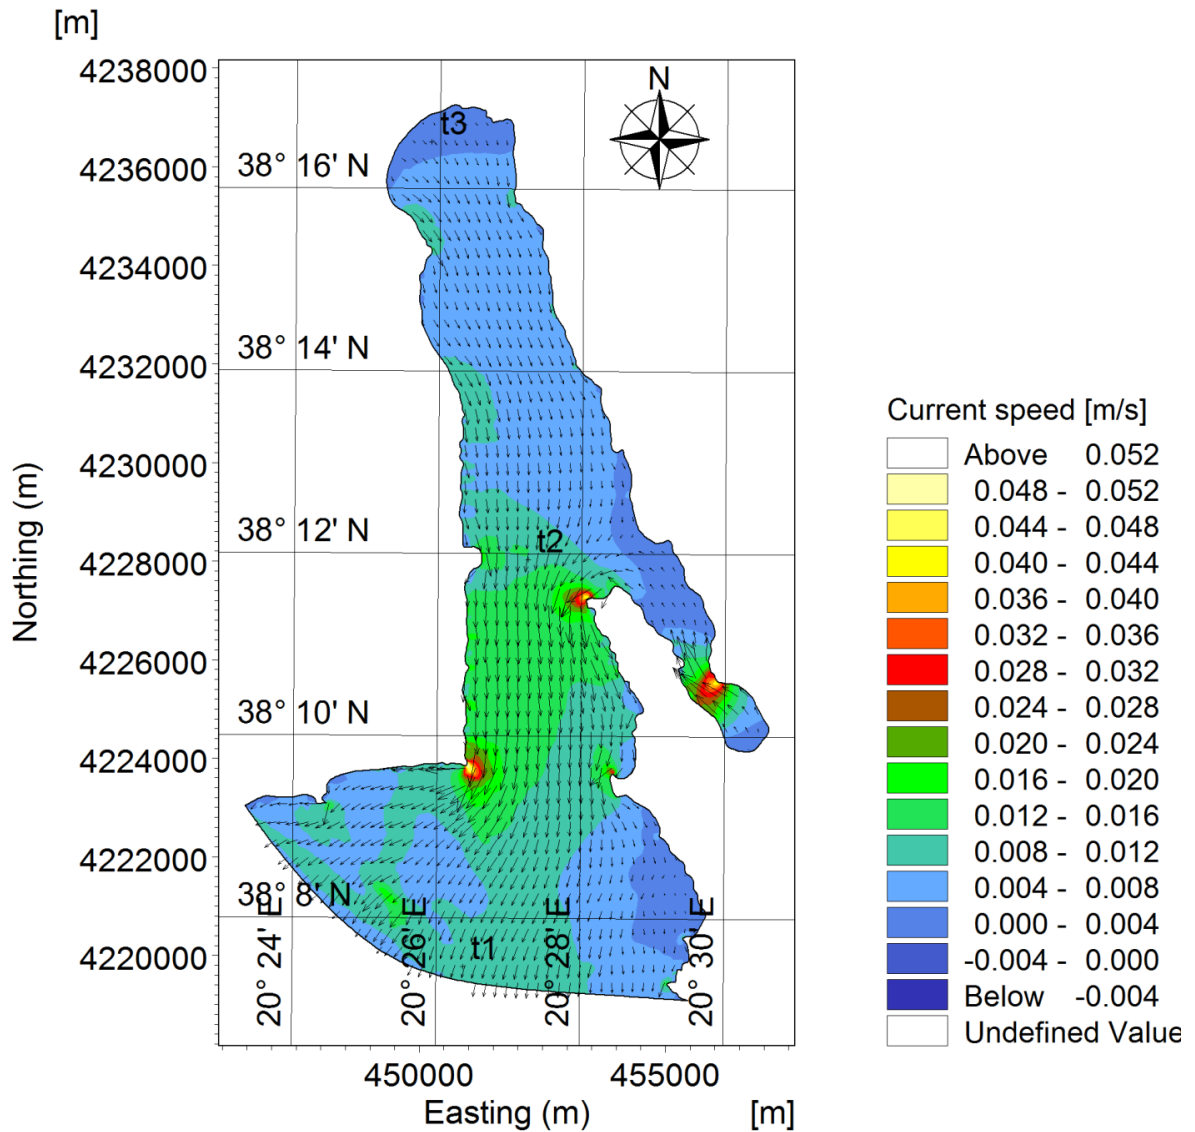 [m]
4238000
N
t3
4236000
38° 16' N
4234000
38° 14' N
4232000
4230000
38° 12' N
t2
4228000
4226000
38° 10' N
4224000
4222000
38° 8' N
4220000
t1
20° 24' E
20° 26' E
20° 28' E
20° 30' E
450000
455000
Northing (m)
Easting (m)
[m]
Current speed [m/s]
Above 0.052
0.048 - 0.052
0.044 - 0.048
0.040 - 0.044
0.036 - 0.040
0.032 - 0.036
0.028 - 0.032
0.024 - 0.028
0.020 - 0.024
0.016 - 0.020
0.012 - 0.016
0.008 - 0.012
0.004 - 0.008
0.000 - 0.004
-0.004 - 0.000
Below -0.004
Undefined Value